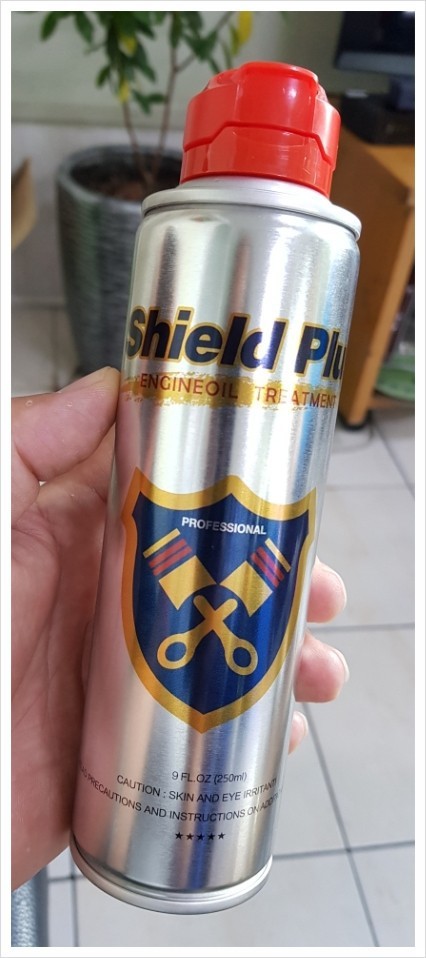 Shield Plu
ENGINEOIL TREATMENT
PROFESSIONAL
9 FL.OZ (250ml)
CAUTION : SKIN AND EYE IRRITANT
PRECAUTIONS AND INSTRUCTIONS ON
★★★★★